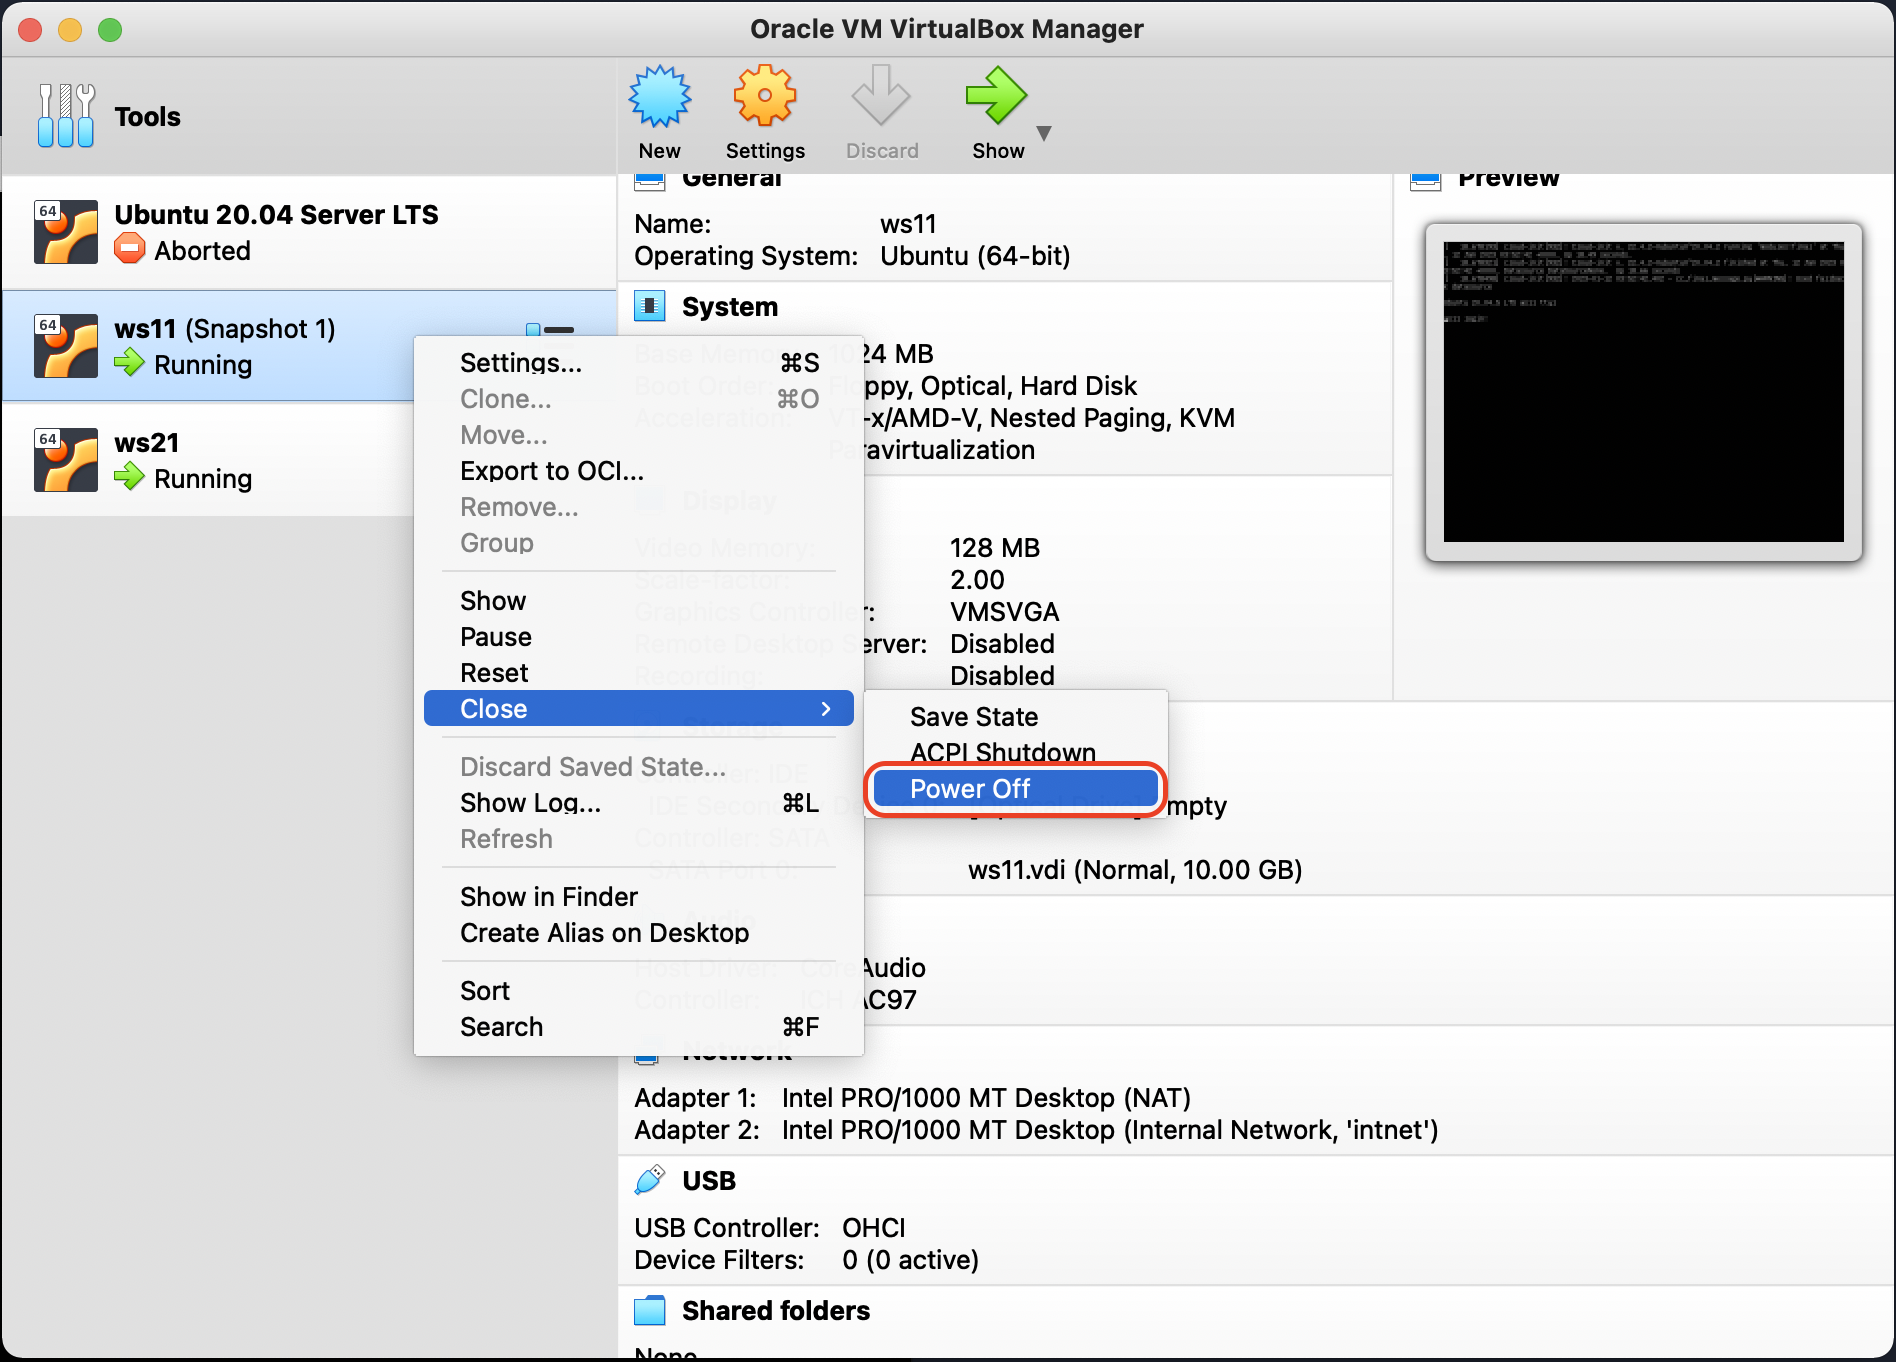 Oracle VM VirtualBox Manager
Tools
New
Settings
Discard
Show
64
Ubuntu 20.04 Server LTS
Aborted
64
ws11 (Snapshot 1)
Running
64
ws21
Running
General
Name: ws11
Operating System: Ubuntu (64-bit)
Preview
System
Base Memory: 1024 MB
Boot Order: Floppy, Optical, Hard Disk
Acceleration: VT-x/AMD-V, Nested Paging, KVM
Paravirtualization
Display
Video Memory: 128 MB
Scale-factor: 2.00
Graphics Controller: VMSVGA
Remote Desktop Server: Disabled
Recording: Disabled
Storage
Controller: IDE
IDE Secondary De [Optical Drive] Empty
Controller: SATA
SATA Port 0: ws11.vdi (Normal, 10.00 GB)
Audio
Host Driver: CoreAudio
Controller: ICH AC97
Network
Adapter 1: Intel PRO/1000 MT Desktop (NAT)
Adapter 2: Intel PRO/1000 MT Desktop (Internal Network, 'intnet')
USB
USB Controller: OHCI
Device Filters: 0 (0 active)
Shared folders
None
Settings... ⌘S
Clone... ⌘O
Move...
Export to OCI...
Remove...
Group
Show
Pause
Reset
Close
Discard Saved State...
Show Log... ⌘L
Refresh
Show in Finder
Create Alias on Desktop
Sort
Search ⌘F
Save State
ACPI Shutdown
Power Off